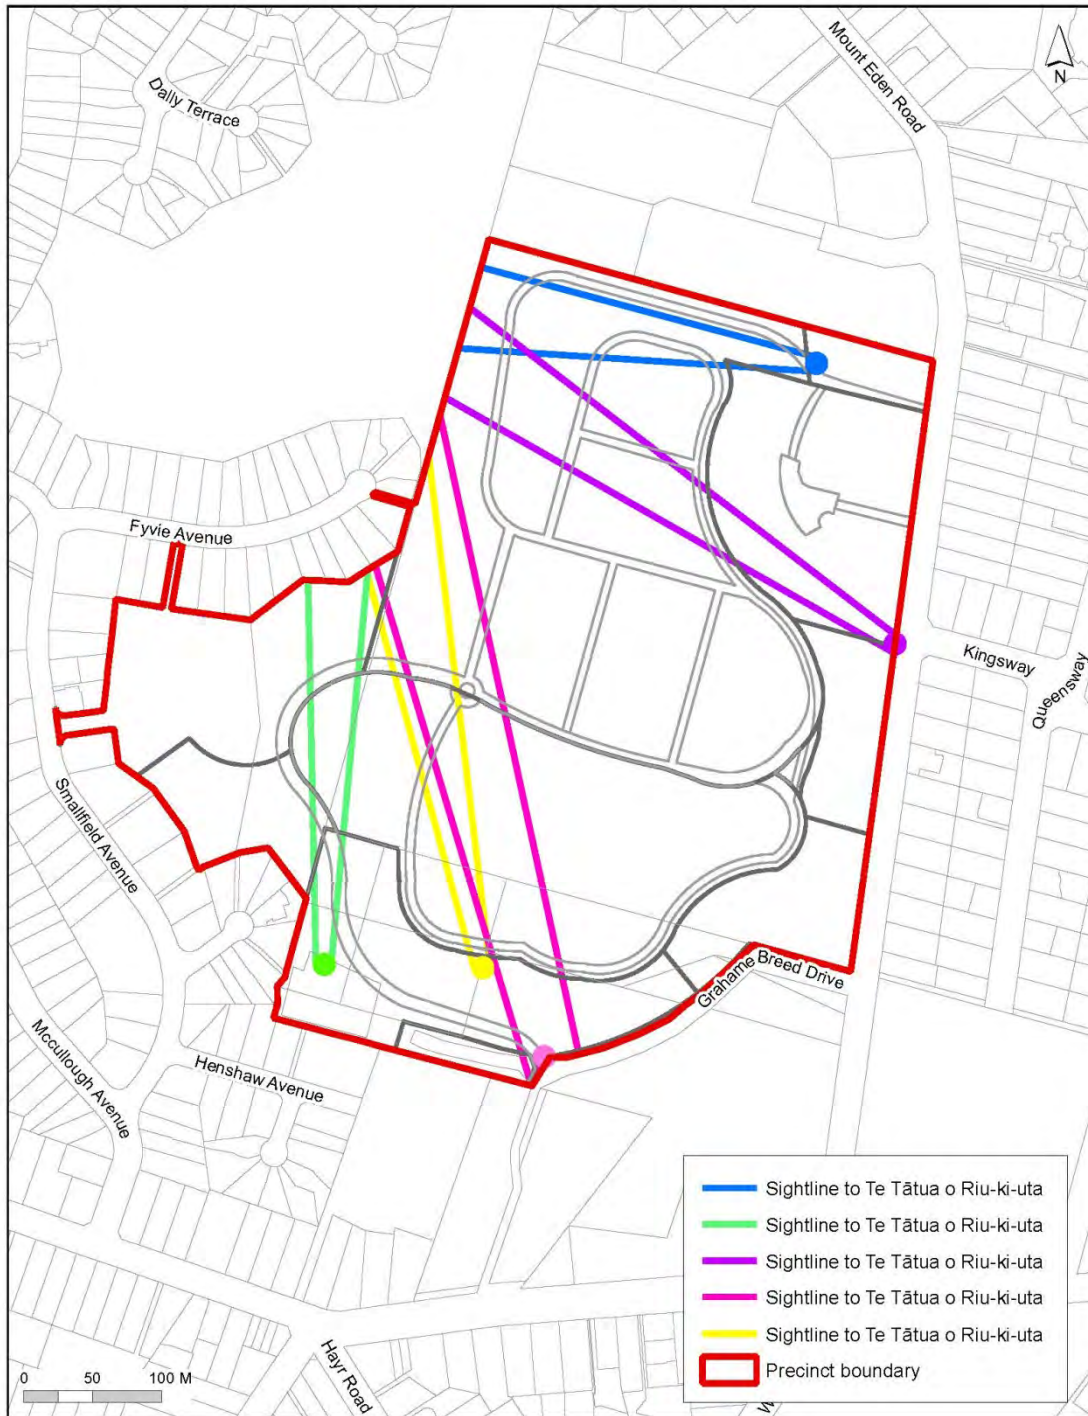 Mount Eden Road
N
Dally Terrace
Fyvie Avenue
Kingsway
Queensway
Smallfield Avenue
Grahame Breed Drive
Mccullough Avenue
Henshaw Avenue
Sightline to Te Tātua o Riu-ki-uta
Sightline to Te Tātua o Riu-ki-uta
Sightline to Te Tātua o Riu-ki-uta
Sightline to Te Tātua o Riu-ki-uta
Sightline to Te Tātua o Riu-ki-uta
Precinct boundary
Hayr Road
0 50 100 M